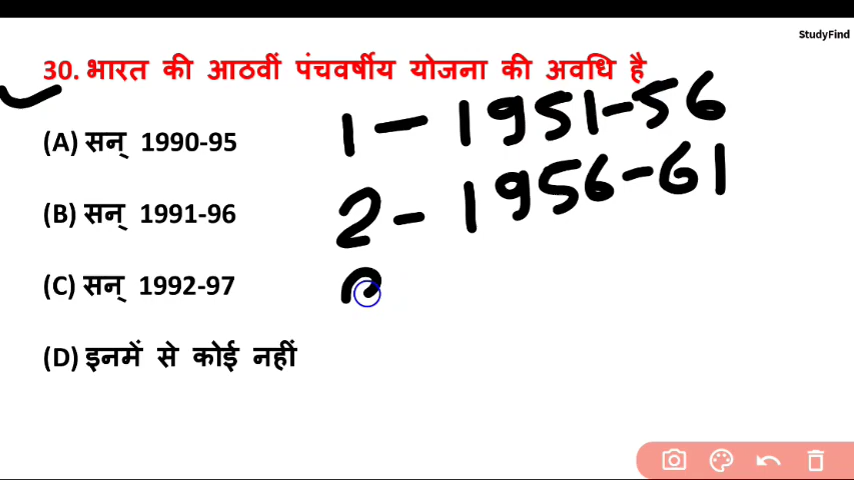 StudyFind
30. भारत की आठवीं पंचवर्षीय योजना की अवधि है
1 - 1951-56
(A) सन् 1990-95
2 - 1956-61
(B) सन् 1991-96
(C) सन् 1992-97
(D) इनमें से कोई नहीं